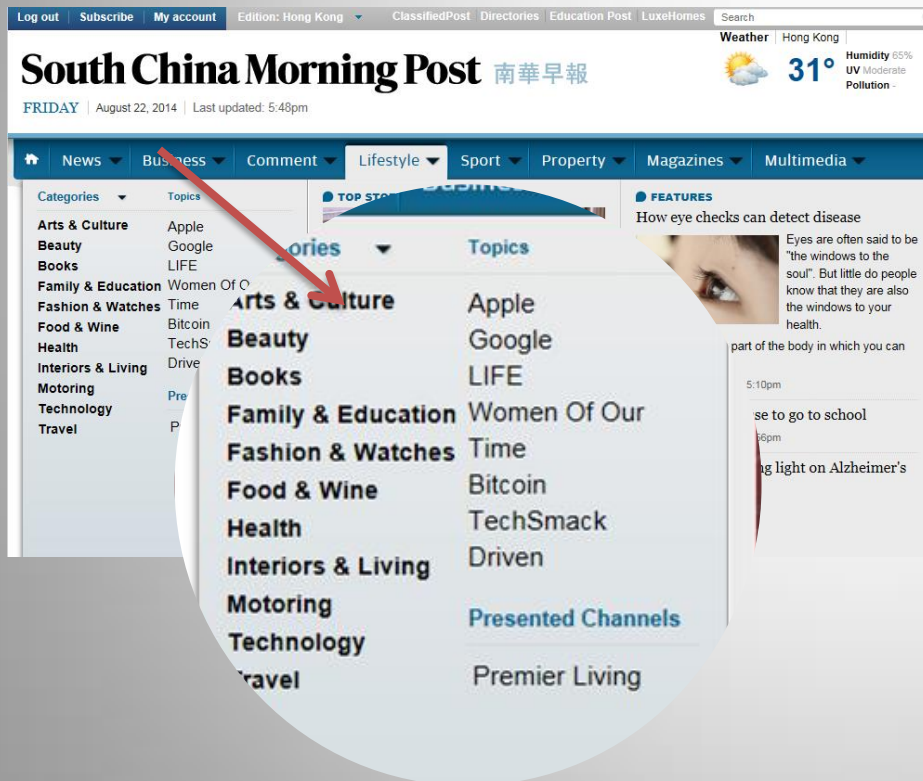 Log out Subscribe My account Edition: Hong Kong ClassifiedPost Directories Education Post LuxeHomes Search
Weather Hong Kong
South China Morning Post 南華早報
31°
Humidity 65%
UV Moderate
Pollution -
FRIDAY August 22, 2014 Last updated: 5:48pm
News Business Comment Lifestyle Sport Property Magazines Multimedia
Categories
Arts & Culture
Beauty
Books
Family & Education
Fashion & Watches
Food & Wine
Health
Interiors & Living
Motoring
Technology
Travel
Topics
Apple
Google
LIFE
Women Of
Time
Bitcoin
TOP
FEATURES
How eye checks can detect disease
Eyes are often said to be
"the windows to the
soul". But little do people
know that they are also
the windows to your
health.
part of the body in which you can
5:10pm
to go to school
light on Alzheimer's
Arts & Culture
Beauty
Books
Family & Education
Fashion & Watches
Food & Wine
Health
Interiors & Living
Motoring
Technology
Travel
Topics
Apple
Google
LIFE
Women Of Our
Time
Bitcoin
TechSmack
Driven
Presented Channels
Premier Living